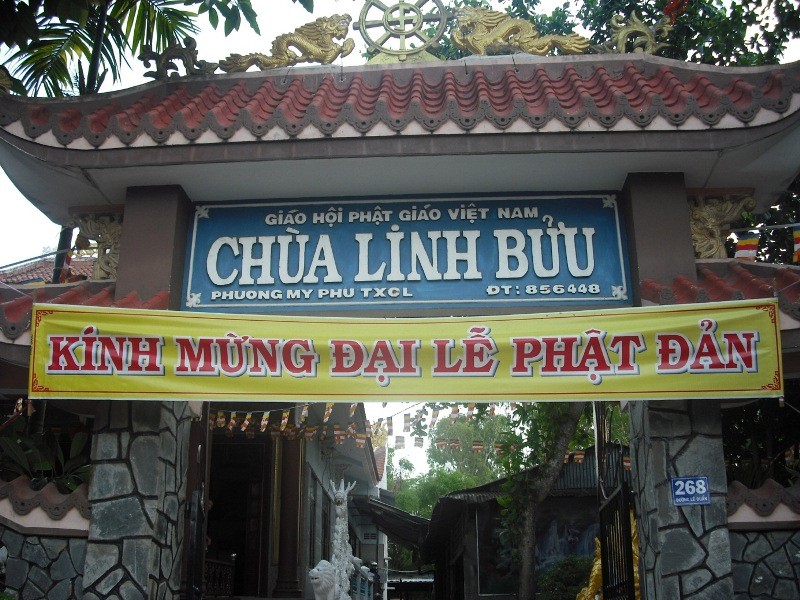 GIÁO HỘI PHẬT GIÁO VIỆT NAM
CHÙA LINH BỬU
PHUONG MY PHU TXCL ĐT: 856448
KÍNH MỪNG ĐẠI LỄ PHẬT ĐẢN
268